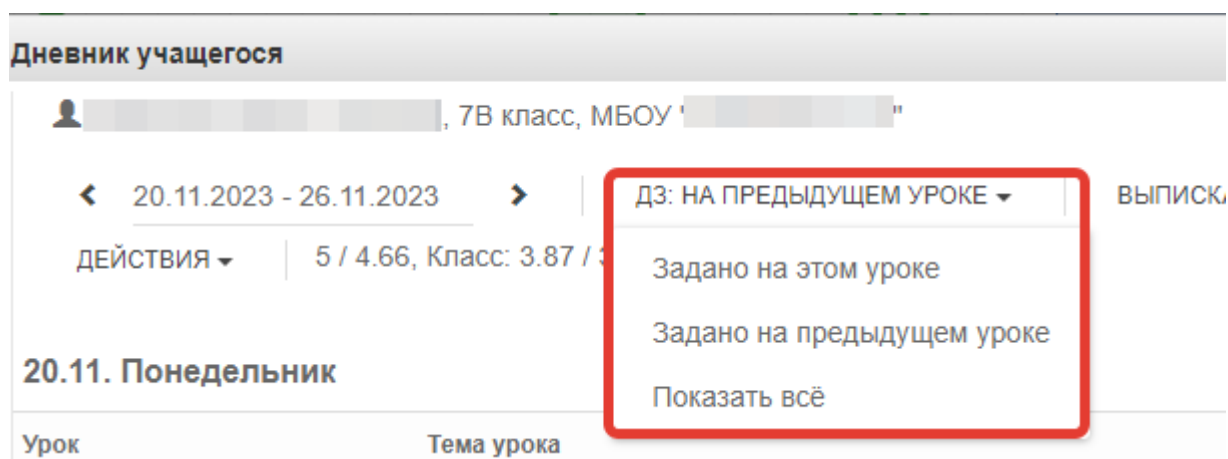 Дневник учащегося
, 7В класс, МБОУ ' "
20.11.2023 - 26.11.2023 ДЗ: НА ПРЕДЫДУЩЕМ УРОКЕ ВЫПИСКА
ДЕЙСТВИЯ 5 / 4.66, Класс: 3.87 /
Задано на этом уроке
Задано на предыдущем уроке
Показать всё
20.11. Понедельник
Урок Тема урока